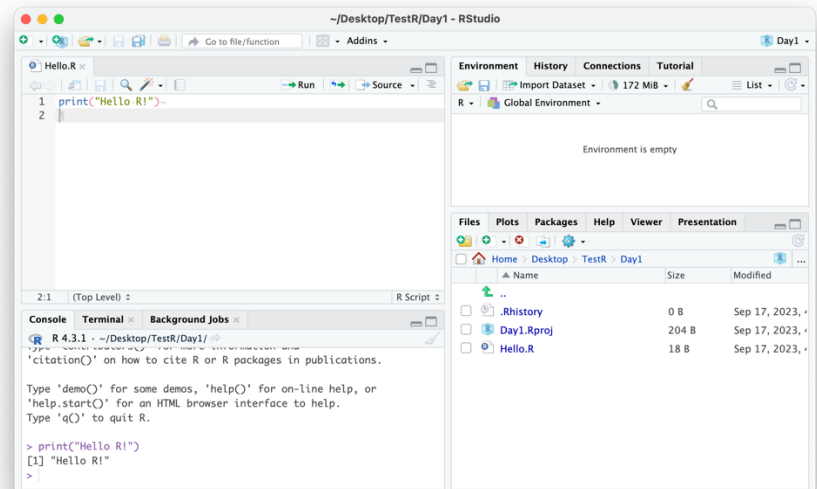 ~/Desktop/TestR/Day1 - RStudio
Go to file/function
Addins
Day1
Hello.R
Run
Source
1 print("Hello R!")
2
2:1 (Top Level)
R Script
Console Terminal Background Jobs
R 4.3.1 · ~/Desktop/TestR/Day1/
'citation()' on how to cite R or R packages in publications.
Type 'demo()' for some demos, 'help()' for on-line help, or
'help.start()' for an HTML browser interface to help.
Type 'q()' to quit R.
> print("Hello R!")
[1] "Hello R!"
>
Environment History Connections Tutorial
Import Dataset
172 MiB
List
R
Global Environment
Environment is empty
Files Plots Packages Help Viewer Presentation
Home > Desktop > TestR > Day1
R
...
Name Size Modified
..
.Rhistory 0 B Sep 17, 2023,
Day1.Rproj 204 B Sep 17, 2023,
Hello.R 18 B Sep 17, 2023,